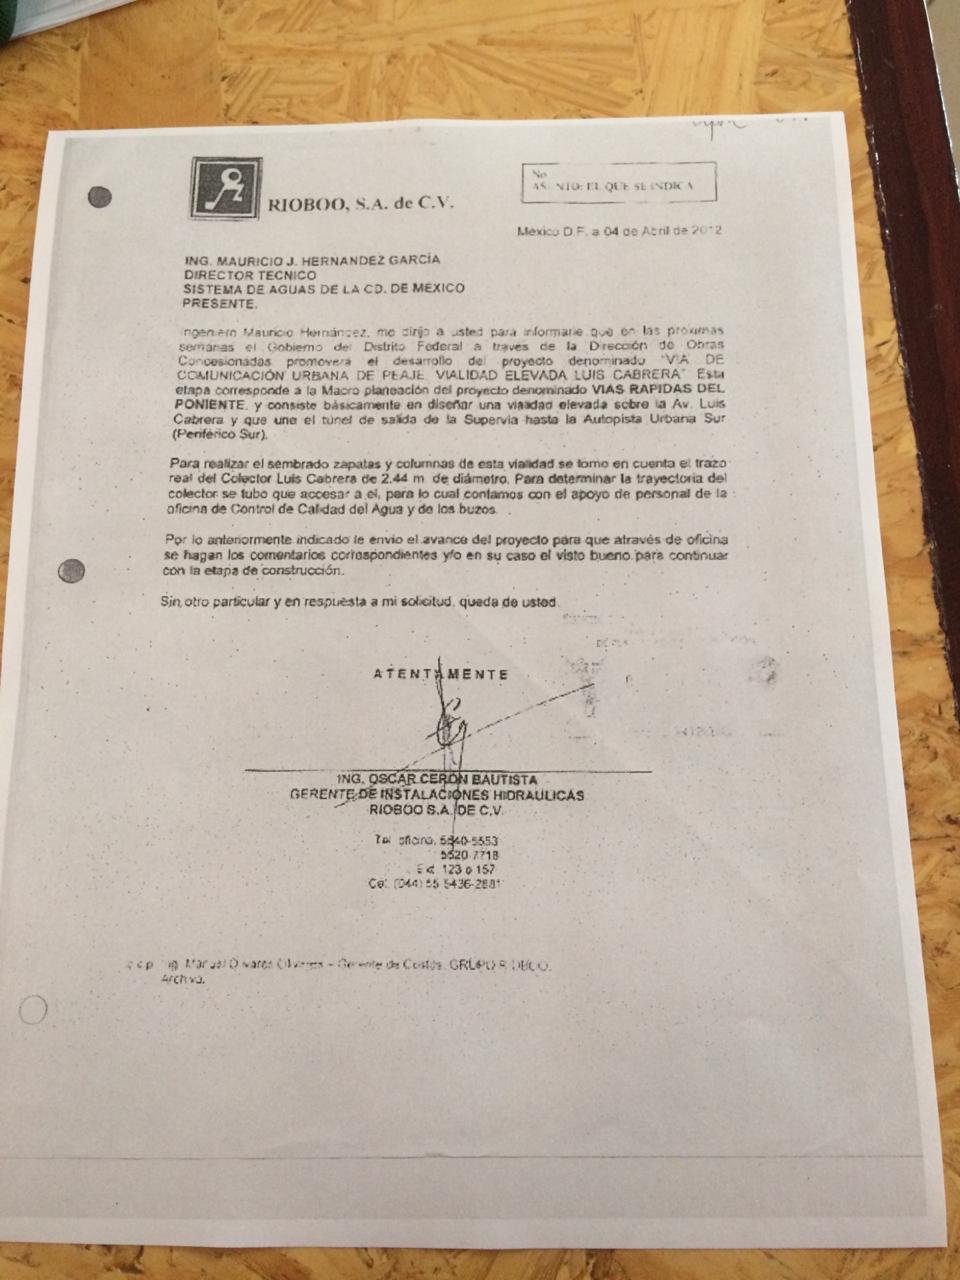 RIOBOO, S.A. de C.V.
No
ASUNTO: EL QUE SE INDICA
Mexico D.F. a 04 de Abril de 2012
ING. MAURICIO J. HERNANDEZ GARCÍA
DIRECTOR TECNICO
SISTEMA DE AGUAS DE LA CD. DE MEXICO
PRESENTE.
Ingeniero Mauricio Hernández, me dirijo a usted para informarle que en las próximas
semanas el Gobierno del Distrito Federal a traves de la Dirección de Obras
Concesionadas promoverá el desarrollo del proyecto denominado "VIA DE
COMUNICACIÓN URBANA DE PEAJE VIALIDAD ELEVADA LUIS CABRERA" Esta
etapa corresponde a la Macro planeación del proyecto denominado VIAS RAPIDAS DEL
PONIENTE, y consiste básicamente en diseñar una vialidad elevada sobre la Av. Luis
Cabrera y que une el túnel de salida de la Supervia hasta la Autopista Urbana Sur
(Periférico Sur).
Para realizar el sembrado zapatas y columnas de esta vialidad se tomo en cuenta el trazo
real del Colector Luis Cabrera de 2.44 m. de diámetro. Para determinar la trayectoria del
colector se tubo que accesar a el, para lo cual contamos con el apoyo de personal de la
oficina de Control de Calidad del Agua y de los buzos.
Por lo anteriormente indicado le envio el avance del proyecto para que através de oficina
se hagan los comentarios correspondientes y/o en su caso el visto bueno para continuar
con la etapa de construcción.
Sin otro particular y en respuesta a mi solicitud, queda de usted.
ATENTAMENTE
ING. OSCAR CERÓN BAUTISTA
GERENTE DE INSTALACIONES HIDRAULICAS
RIOBOO S.A. DE C.V.
Tel oficina. 5540-5553
5520 7718
Ext 123 o 157
Cel. (044) 55 5436-2881
c.c.p. Ing. Manuel Olivares Olivares – Gerente de Costos. GRUPO RIOBOO.
Archivo.